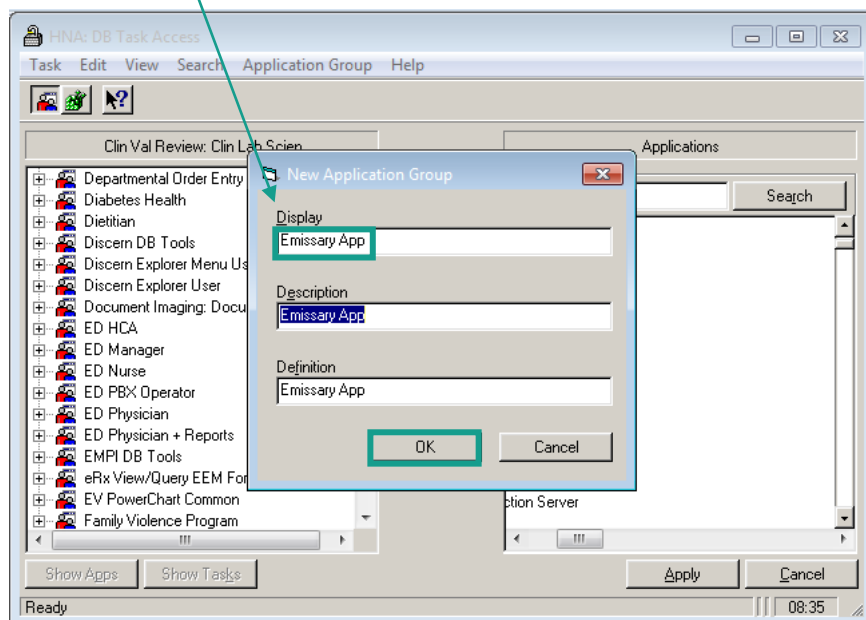 HNA: DB Task Access
Task Edit View Search Application Group Help
Clin Val Review: Clin Lab Scien
Applications
Departmental Order Entry
Diabetes Health
Dietitian
Discern DB Tools
Discern Explorer Menu Us
Discern Explorer User
Document Imaging: Docu
ED HCA
ED Manager
ED Nurse
ED PBX Operator
ED Physician
ED Physician + Reports
EMPI DB Tools
eRx View/Query EEM For
EV PowerChart Common
Family Violence Program
New Application Group
Display
Emissary App
Description
Emissary App
Definition
Emissary App
OK Cancel
Search
ction Server
Show Apps Show Tasks Apply Cancel
Ready 08:35